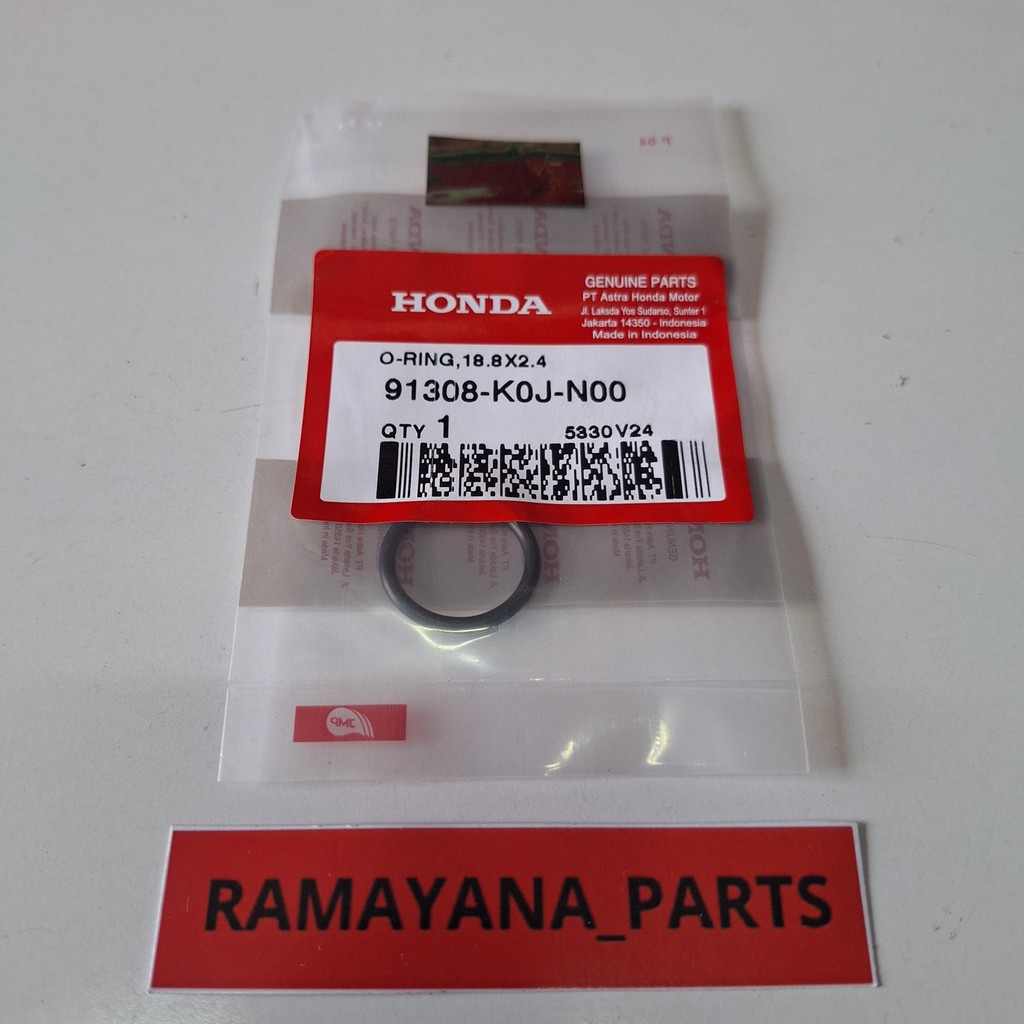 HONDA
GENUINE PARTS
PT Astra Honda Motor
Jl. Laksda Yos Sudarso, Sunter 1
Jakarta 14350 - Indonesia
Made in Indonesia
O-RING,18.8X2.4
91308-K0J-N00
QTY 1
5330V24
JMP
RAMAYANA_PARTS